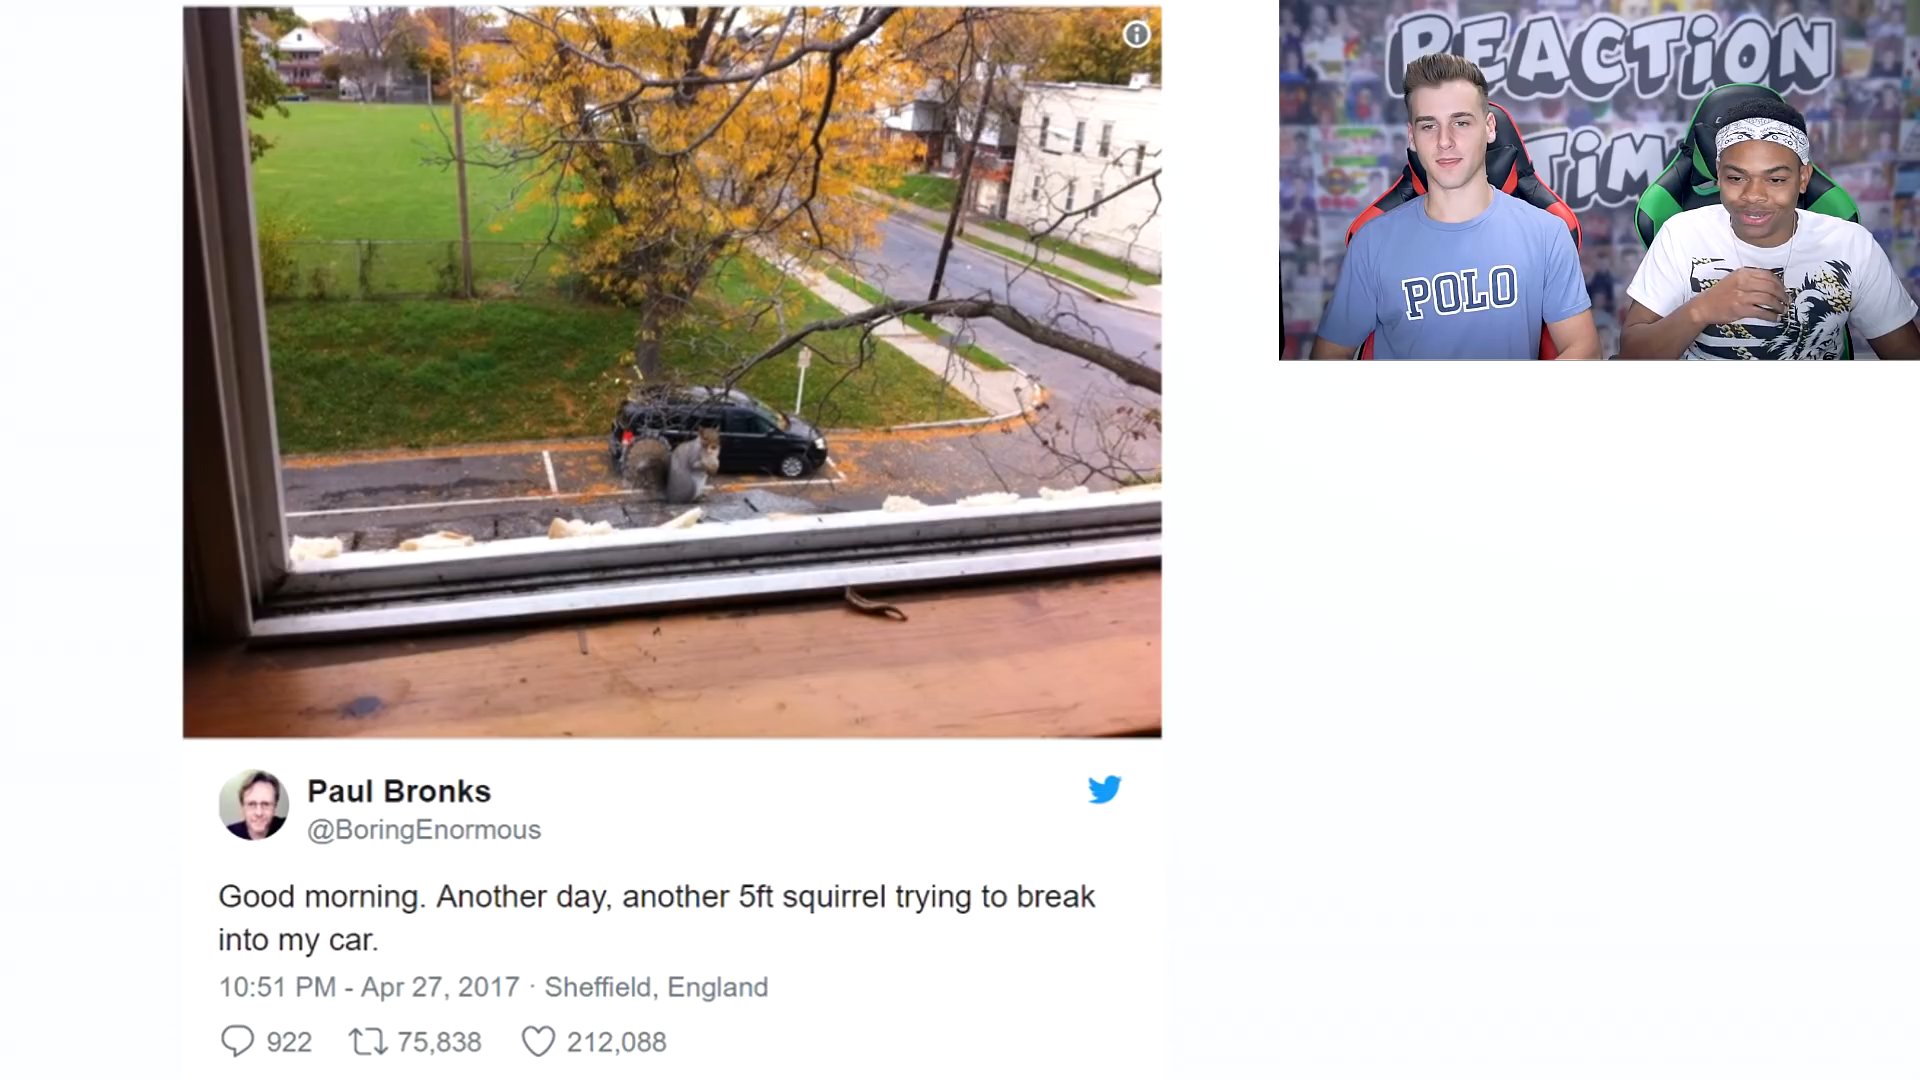 REACTION
TiM
POLO
Paul Bronks
@BoringEnormous
Good morning. Another day, another 5ft squirrel trying to break
into my car.
10:51 PM - Apr 27, 2017 · Sheffield, England
922 75,838 212,088